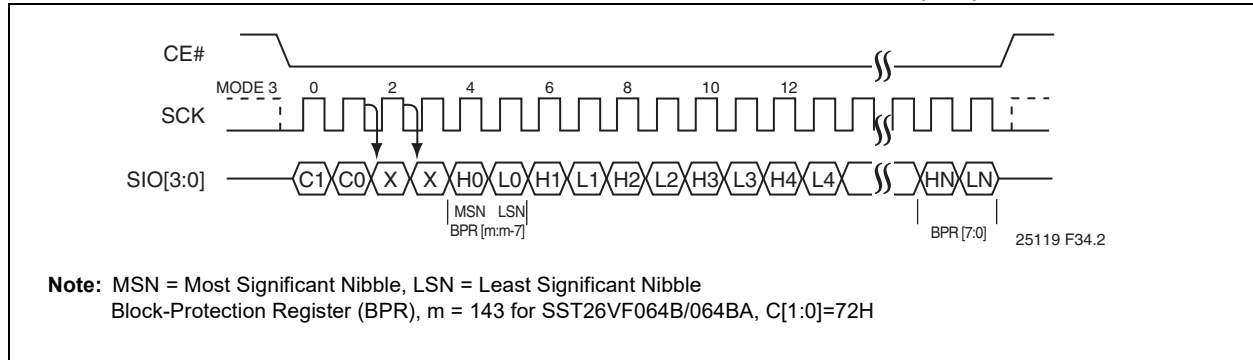 CE#
MODE 3 0 2 4 6 8 10 12
SCK
SIO[3:0] C1 C0 X X H0 L0 H1 L1 H2 L2 H3 L3 H4 L4 HN LN
MSN LSN
BPR [m:m-7] BPR [7:0]
25119 F34.2
Note: MSN = Most Significant Nibble, LSN = Least Significant Nibble
Block-Protection Register (BPR), m = 143 for SST26VF064B/064BA, C[1:0]=72H